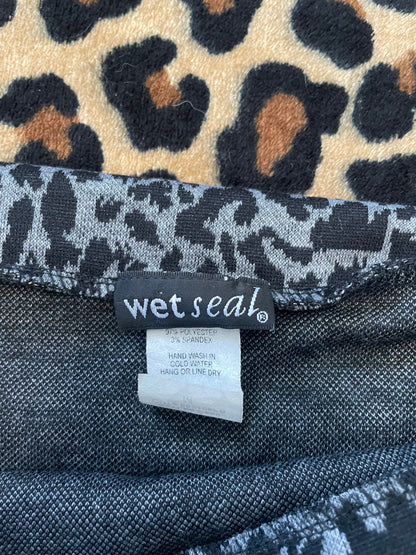 wet seal®
97% POLYESTER
3% SPANDEX
HAND WASH IN
COLD WATER
HANG OR LINE DRY